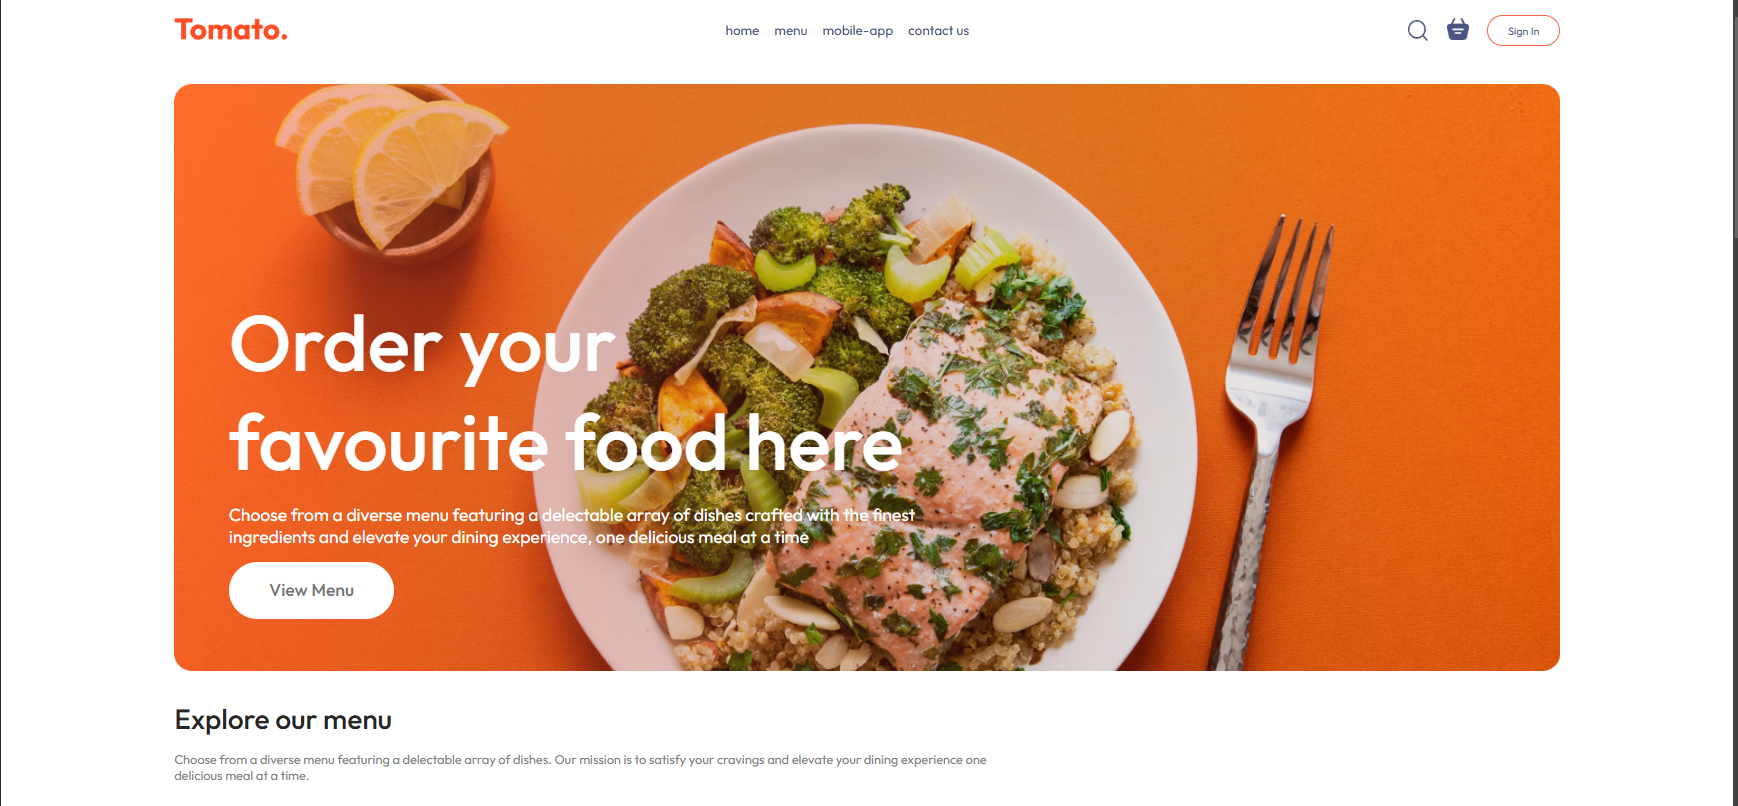 Tomato.
home menu mobile-app contact us
Sign In
Order your
favourite food here
Choose from a diverse menu featuring a delectable array of dishes crafted with the finest
ingredients and elevate your dining experience, one delicious meal at a time
View Menu
Explore our menu
Choose from a diverse menu featuring a delectable array of dishes. Our mission is to satisfy your cravings and elevate your dining experience one
delicious meal at a time.